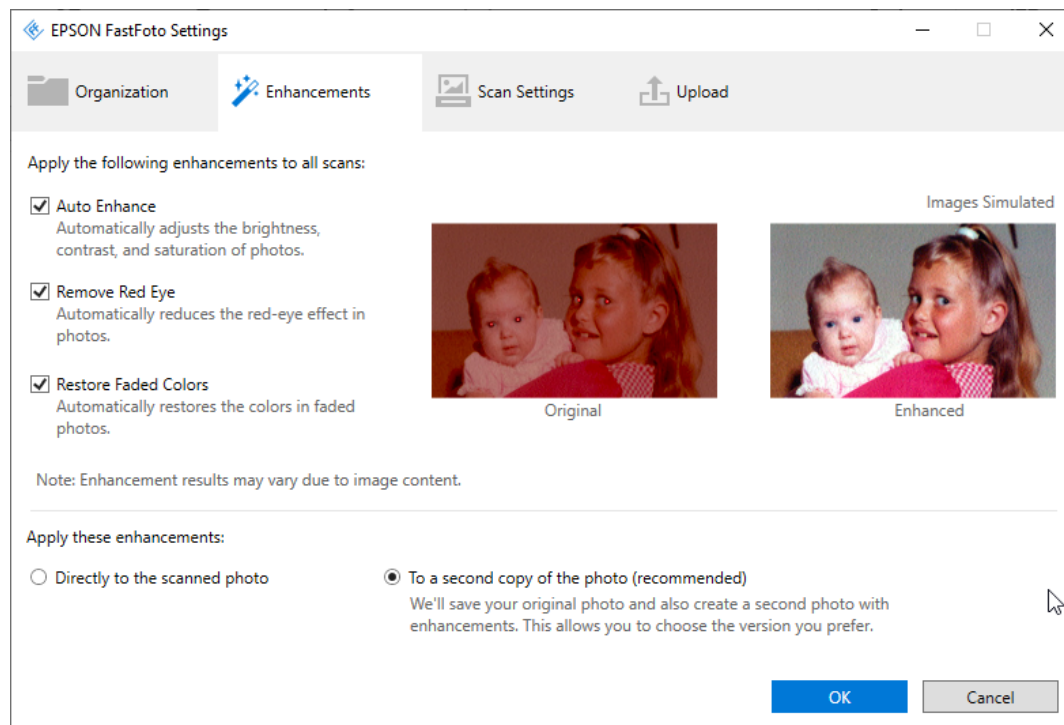 EPSON FastFoto Settings
Organization
Enhancements
Scan Settings
Upload
Apply the following enhancements to all scans:
Images Simulated
Auto Enhance
Automatically adjusts the brightness,
contrast, and saturation of photos.
Remove Red Eye
Automatically reduces the red-eye effect in
photos.
Restore Faded Colors
Automatically restores the colors in faded
photos.
Original
Enhanced
Note: Enhancement results may vary due to image content.
Apply these enhancements:
Directly to the scanned photo
To a second copy of the photo (recommended)
We'll save your original photo and also create a second photo with
enhancements. This allows you to choose the version you prefer.
OK
Cancel